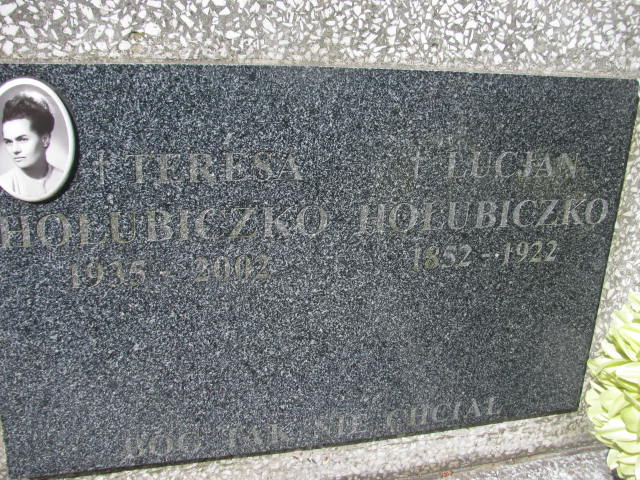 † TERESA
HOŁUBICZKO
1935 - 2002
† LUCJAN
HOŁUBICZKO
1852 - 1922
BÓG TAK NIE CHCIAŁ